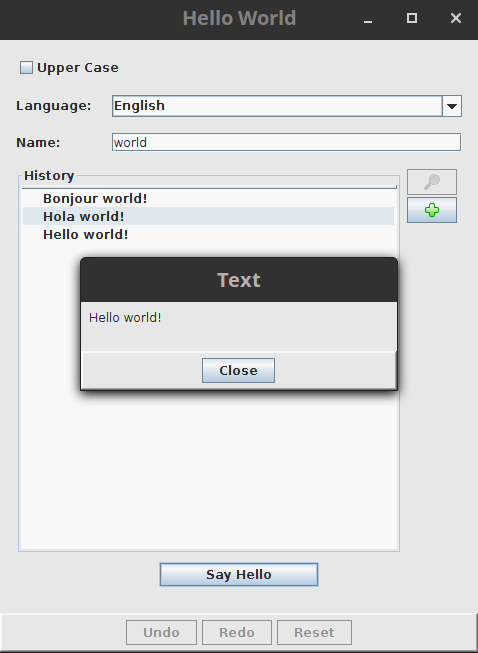 Hello World
Upper Case
Language: English
Name: world
History
Bonjour world!
Hola world!
Hello world!
Text
Hello world!
Close
Say Hello
Undo Redo Reset